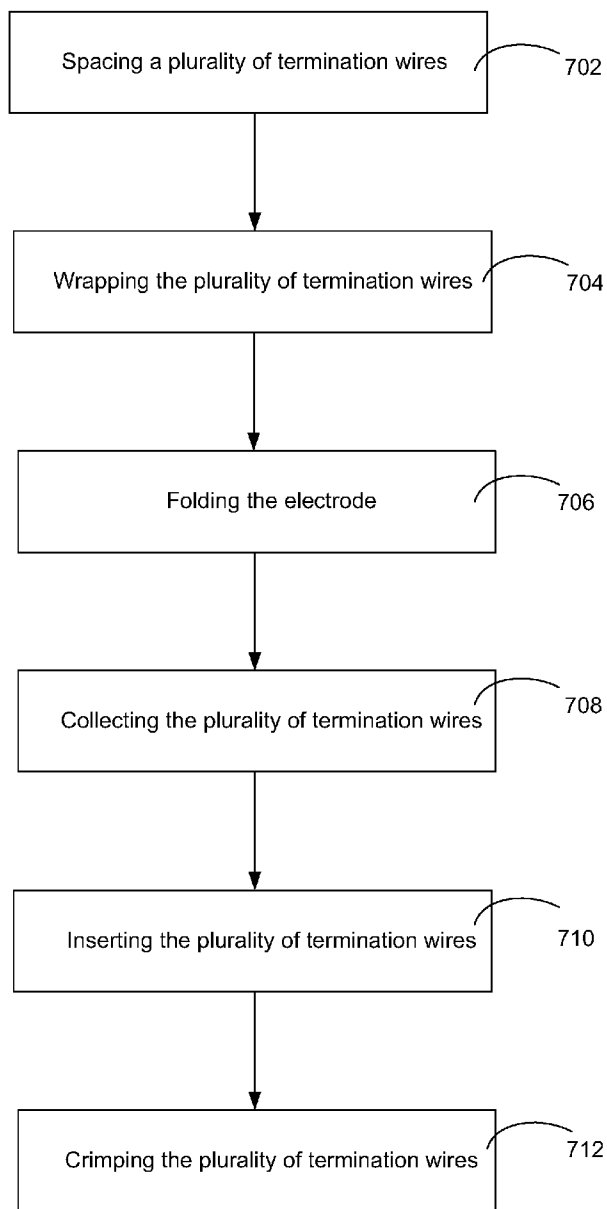 Spacing a plurality of termination wires
702
Wrapping the plurality of termination wires
704
Folding the electrode
706
Collecting the plurality of termination wires
708
Inserting the plurality of termination wires
710
Crimping the plurality of termination wires
712